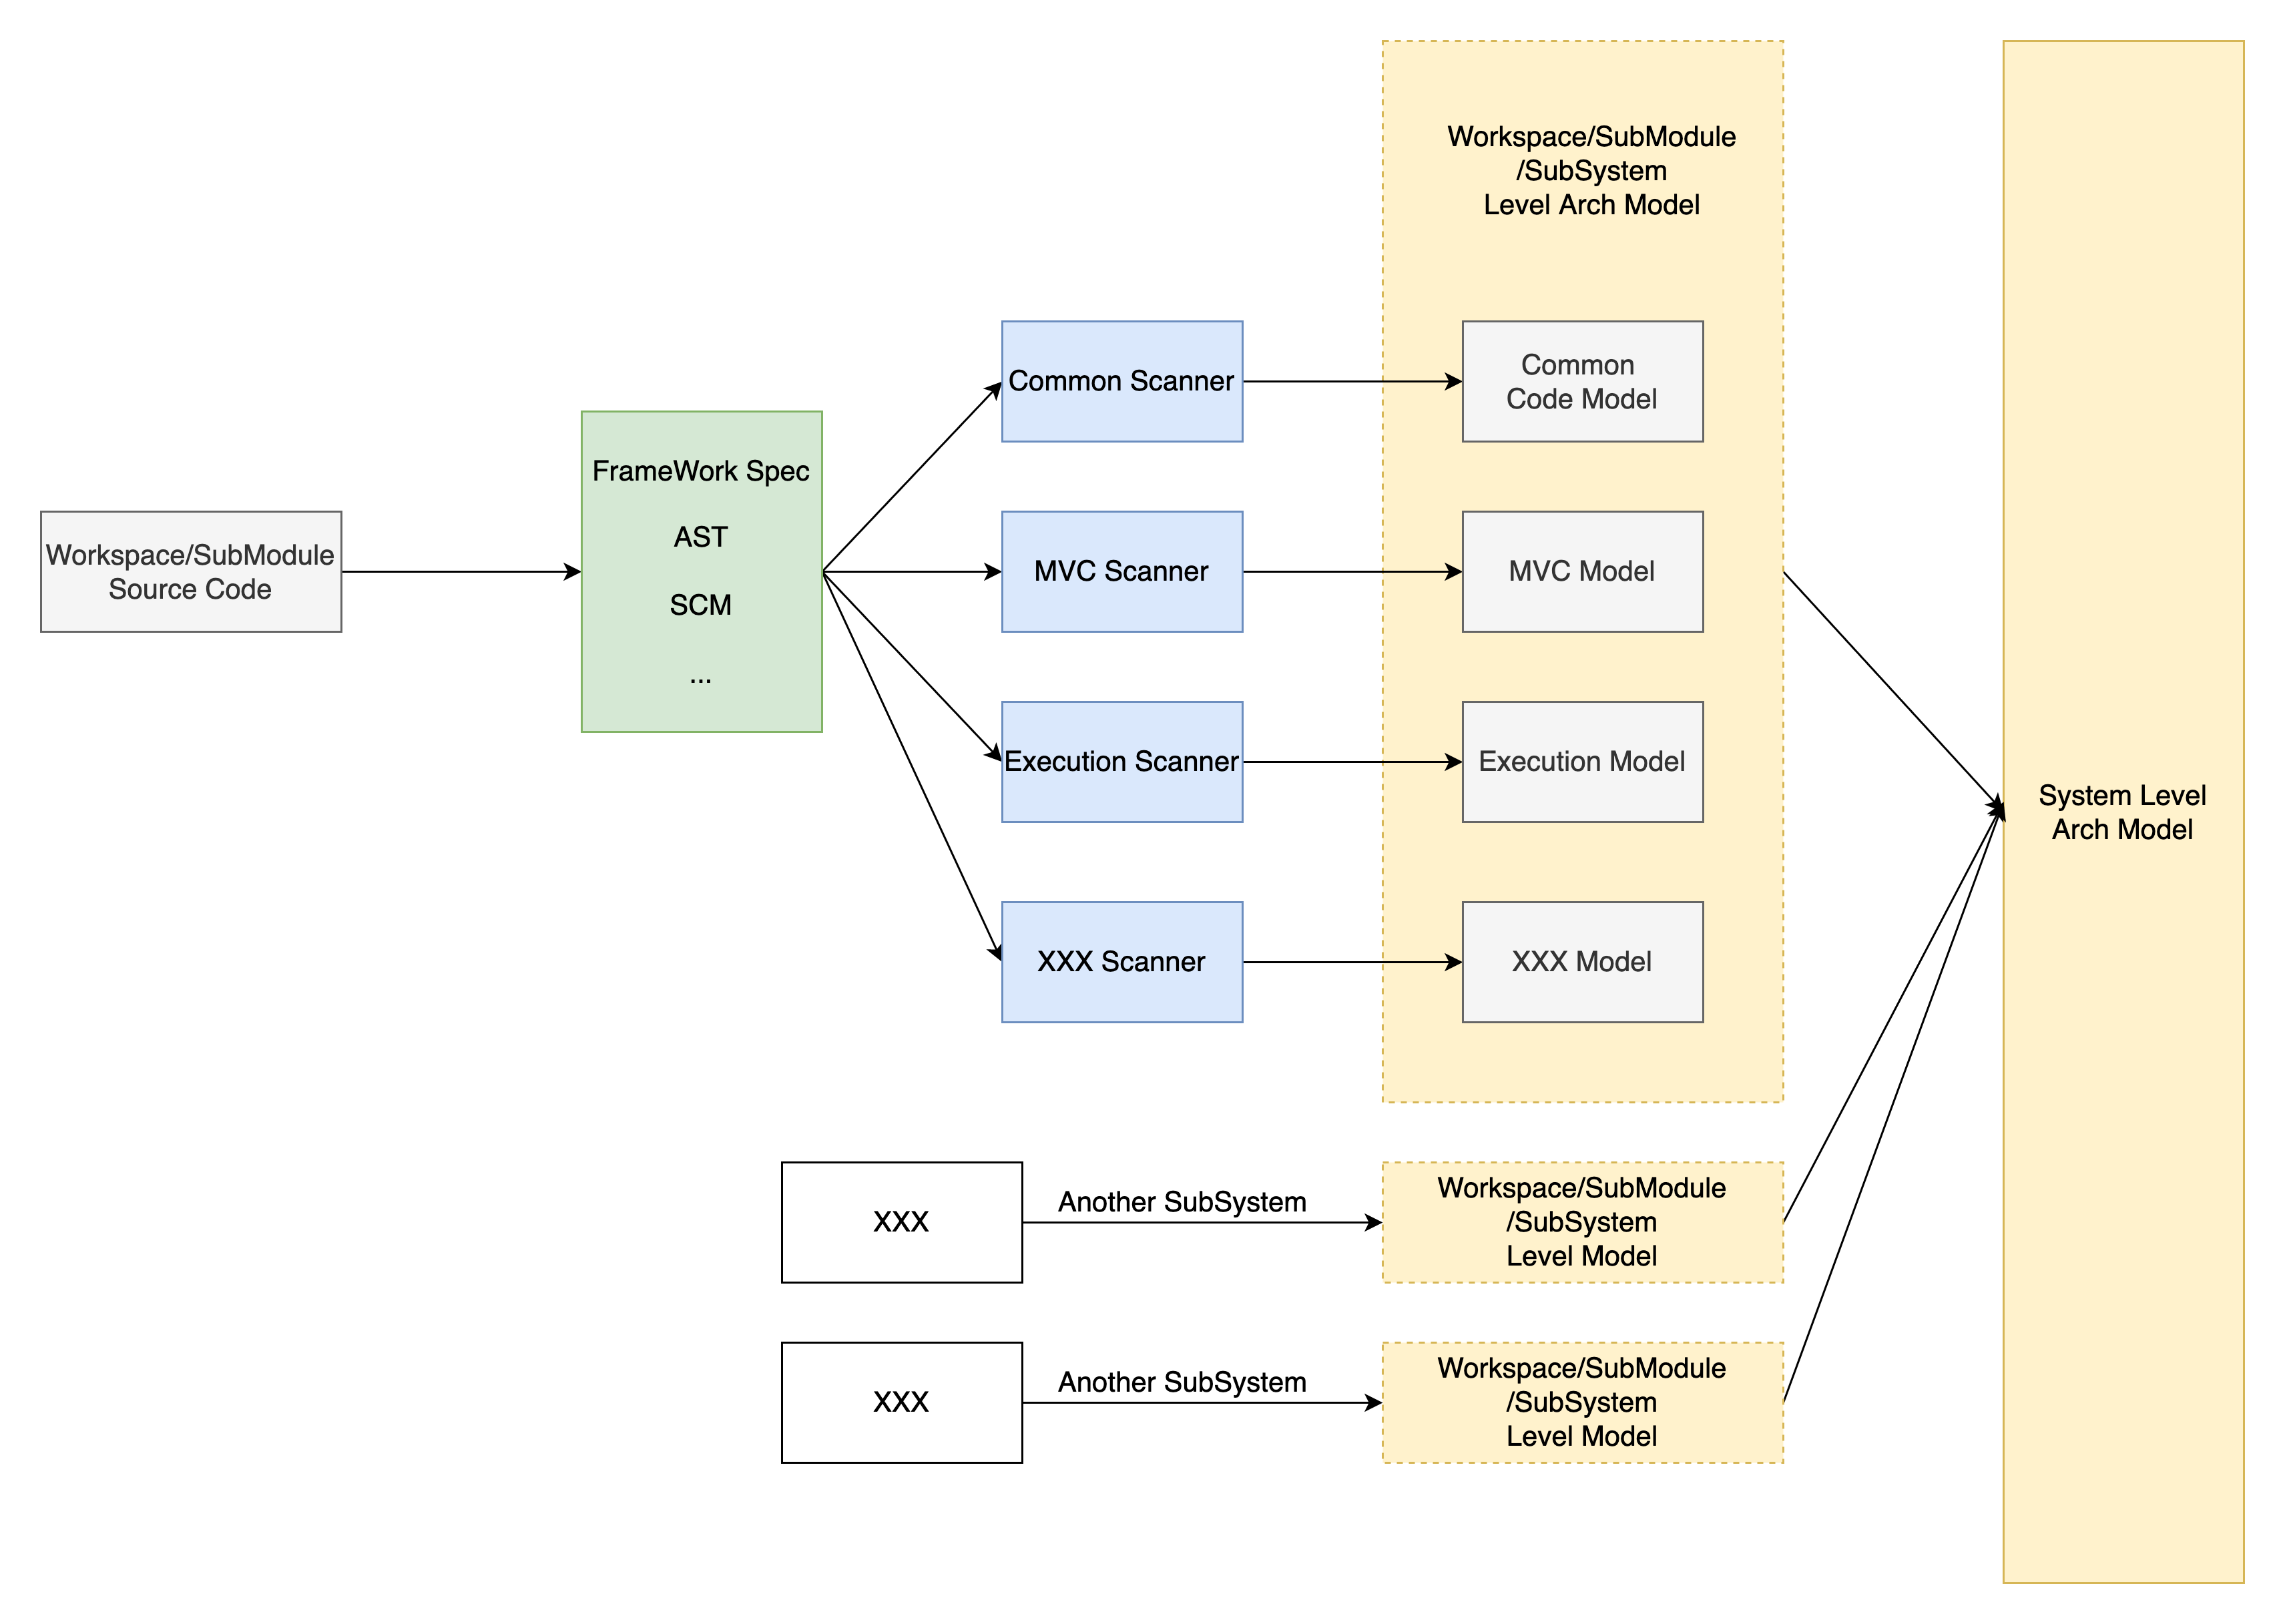 Workspace/SubModule
Source Code
FrameWork Spec
AST
SCM
...
Common Scanner
MVC Scanner
Execution Scanner
XXX Scanner
Workspace/SubModule
/SubSystem
Level Arch Model
Common
Code Model
MVC Model
Execution Model
XXX Model
System Level
Arch Model
XXX
Another SubSystem
Workspace/SubModule
/SubSystem
Level Model
XXX
Another SubSystem
Workspace/SubModule
/SubSystem
Level Model